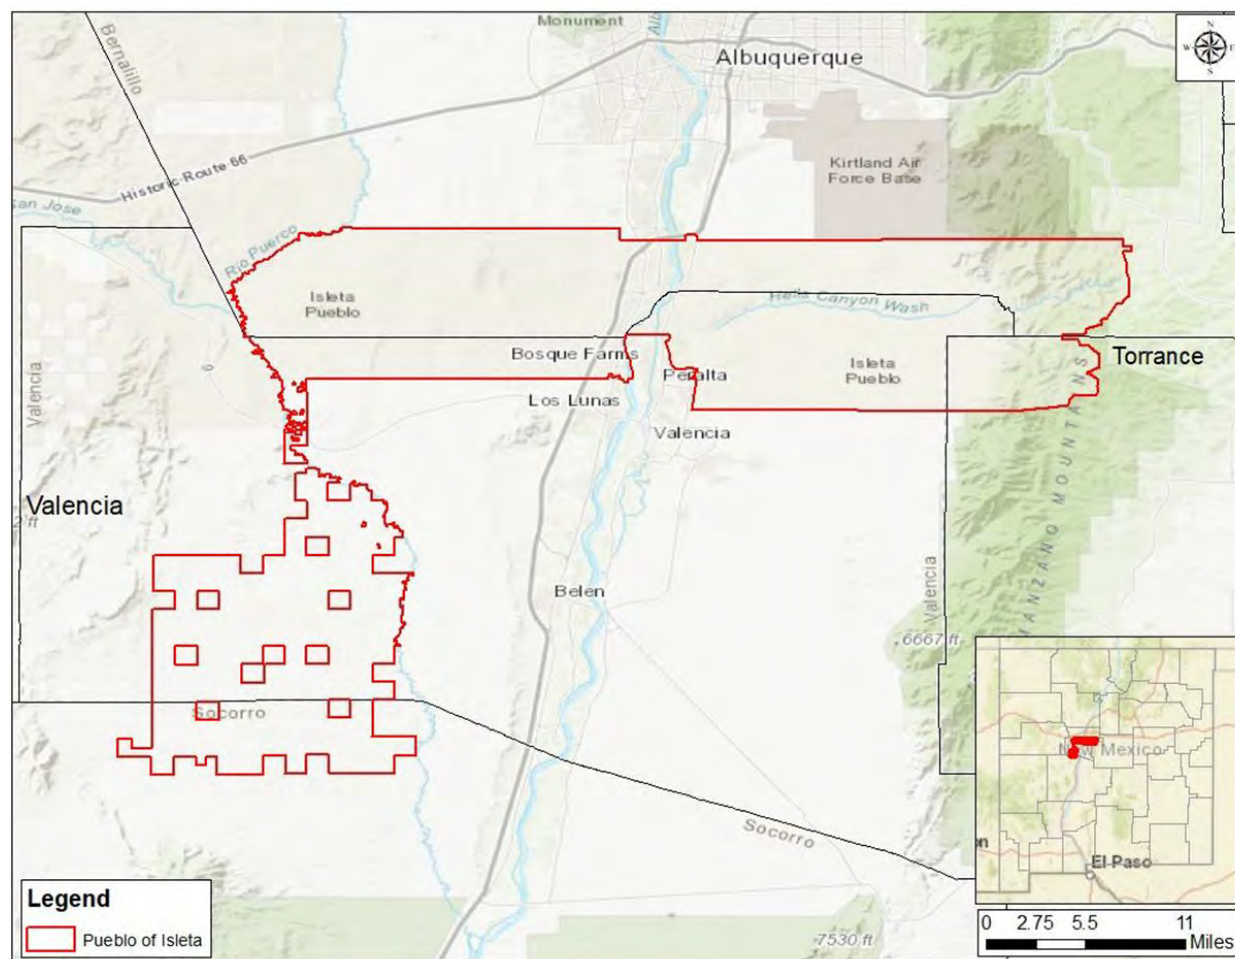 Monument
Albuquerque
Bernalillo
N
W
S
Historic Route 66
Kirtland Air
Force Base
San Jose
Rio Puerco
Isleta
Pueblo
Hells Canyon Wash
Bosque Farms
Isleta
Pueblo
Torrance
Peralta
Valencia
6
Los Lunas
Valencia
Valencia
ft
MANZANO MOUNTAINS
Belen
Valencia
6667 ft
Socorro
New Mexico
Socorro
El Paso
Legend
Pueblo of Isleta
7530 ft
0 2.75 5.5 11
Miles